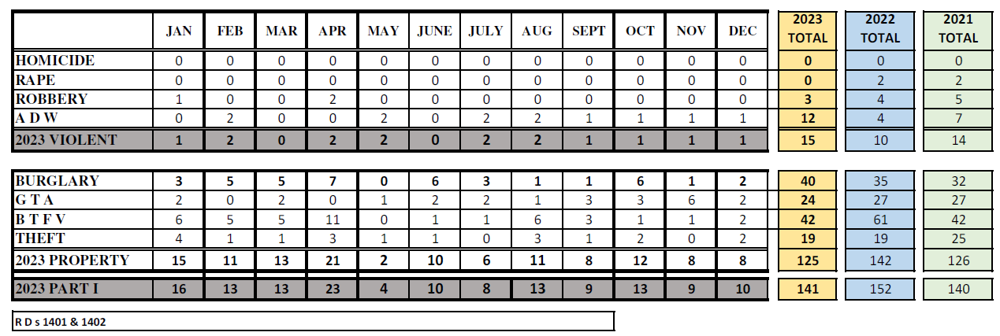 JAN FEB MAR APR MAY JUNE JULY AUG SEPT OCT NOV DEC 2023 TOTAL 2022 TOTAL 2021 TOTAL
HOMICIDE 0 0 0 0 0 0 0 0 0 0 0 0 0 0 0
RAPE 0 0 0 0 0 0 0 0 0 0 0 0 0 2 2
ROBBERY 1 0 0 2 0 0 0 0 0 0 0 0 3 4 5
A D W 0 2 0 0 2 0 2 2 1 1 1 1 12 4 7
2023 VIOLENT 1 2 0 2 2 0 2 2 1 1 1 1 15 10 14
BURGLARY 3 5 5 7 0 6 3 1 1 6 1 2 40 35 32
G T A 2 0 2 0 1 2 2 1 3 3 6 2 24 27 27
B T F V 6 5 5 11 0 1 1 6 3 1 1 2 42 61 42
THEFT 4 1 1 3 1 1 0 3 1 2 0 2 19 19 25
2023 PROPERTY 15 11 13 21 2 10 6 11 8 12 8 8 125 142 126
2023 PART I 16 13 13 23 4 10 8 13 9 13 9 10 141 152 140
R D s 1401 & 1402